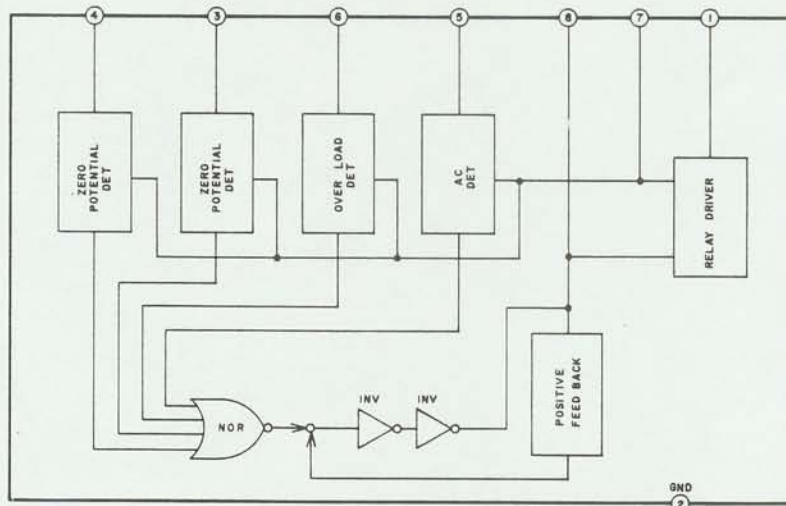 4 3 6 5 8 7 1
ZERO
POTENTIAL
DET
ZERO
POTENTIAL
DET
OVER LOAD
DET
AC
DET
RELAY DRIVER
POSITIVE
FEED BACK
INV INV
NOR
GND
2